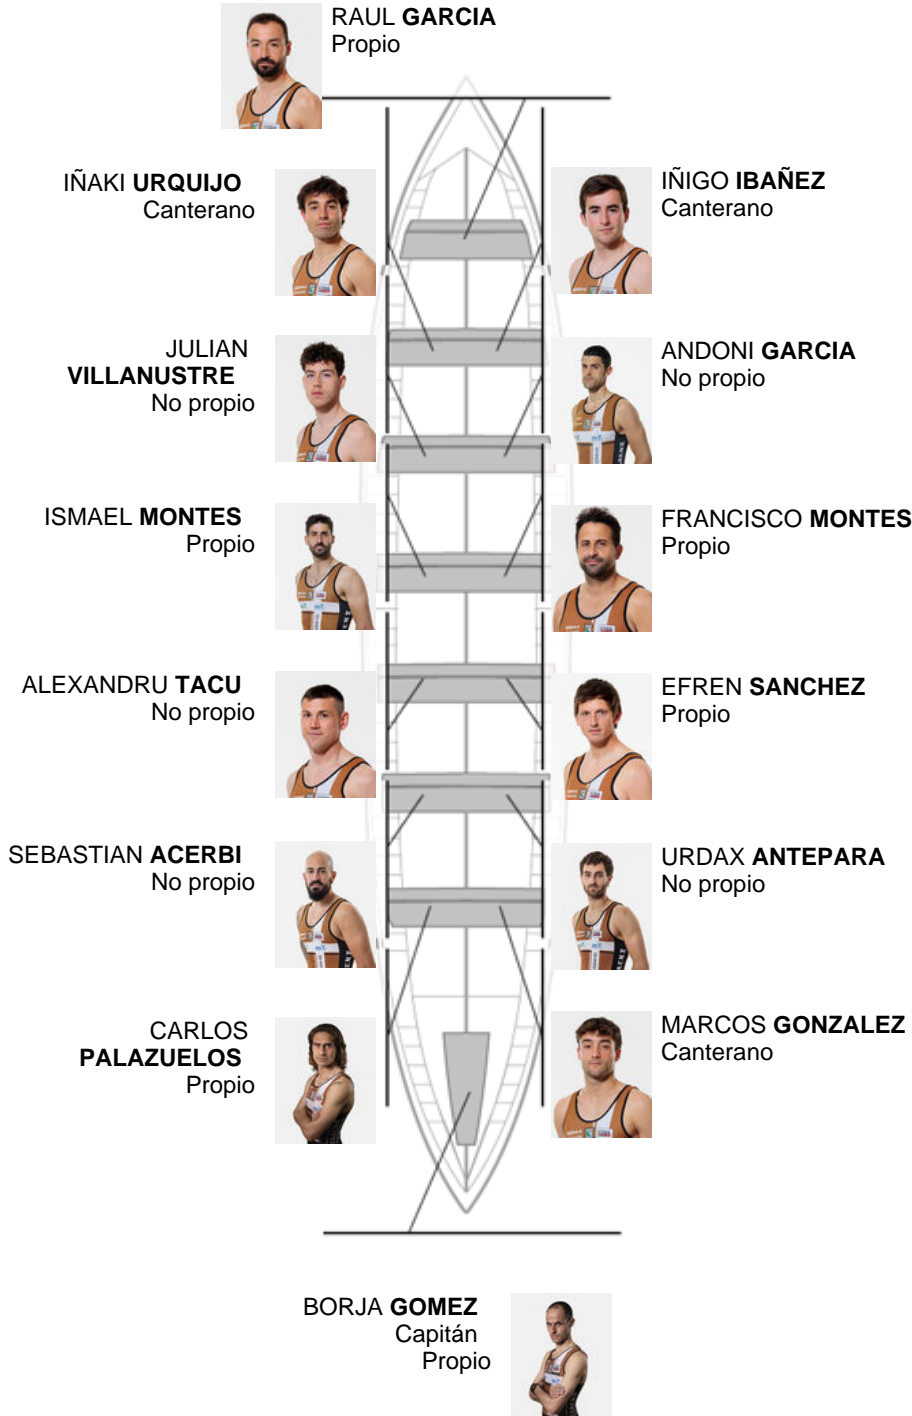 RAUL GARCIA
Propio
IÑAKI URQUIJO
Canterano
IÑIGO IBAÑEZ
Canterano
JULIAN
VILLANUSTRE
No propio
ANDONI GARCIA
No propio
ISMAEL MONTES
Propio
FRANCISCO MONTES
Propio
ALEXANDRU TACU
No propio
EFREN SANCHEZ
Propio
SEBASTIAN ACERBI
No propio
URDAX ANTEPARA
No propio
CARLOS
PALAZUELOS
Propio
MARCOS GONZALEZ
Canterano
BORJA GOMEZ
Capitán
Propio